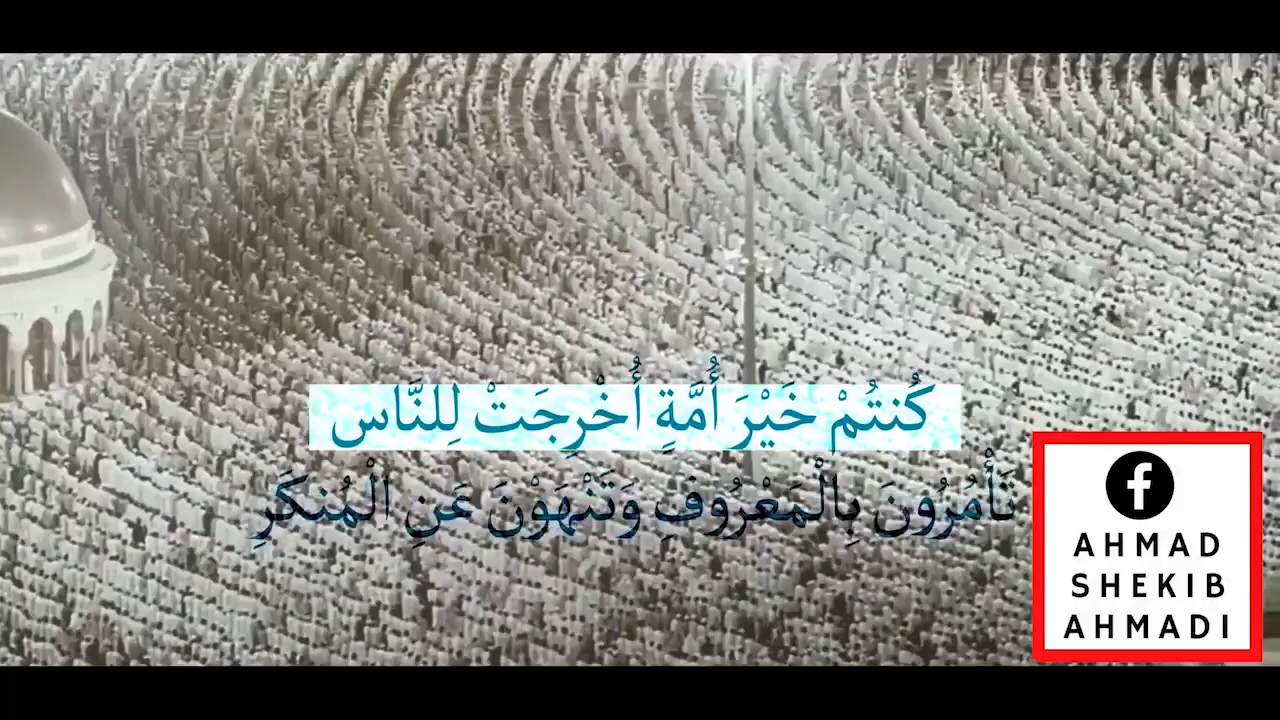 كُنتُمْ خَيْرَ أُمَّةٍ أُخْرِجَتْ لِلنَّاسِ
تَأْمُرُونَ بِالْمَعْرُوفِ وَتَنْهَوْنَ عَنِ الْمُنكَرِ
AHMAD
SHEKIB
AHMADI